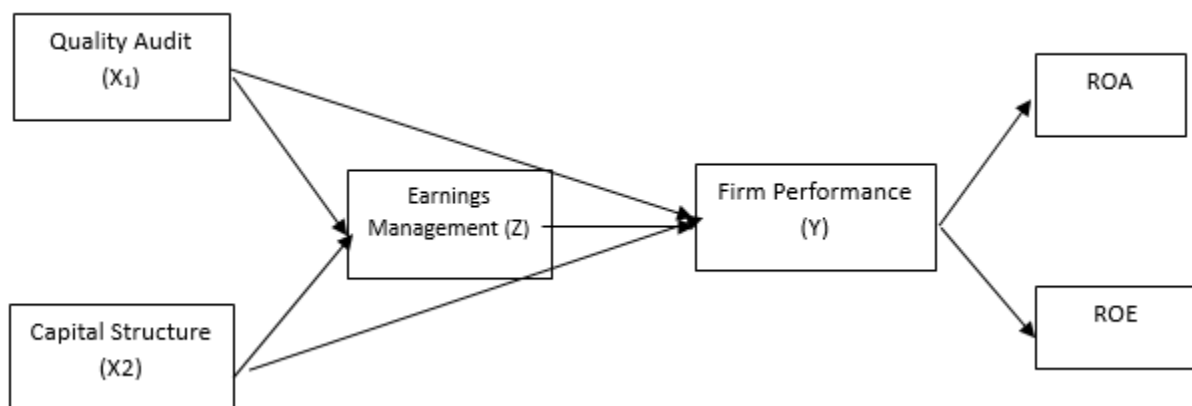 Quality Audit
(X₁)
ROA
Earnings
Management (Z)
Firm Performance
(Y)
Capital Structure
(X2)
ROE